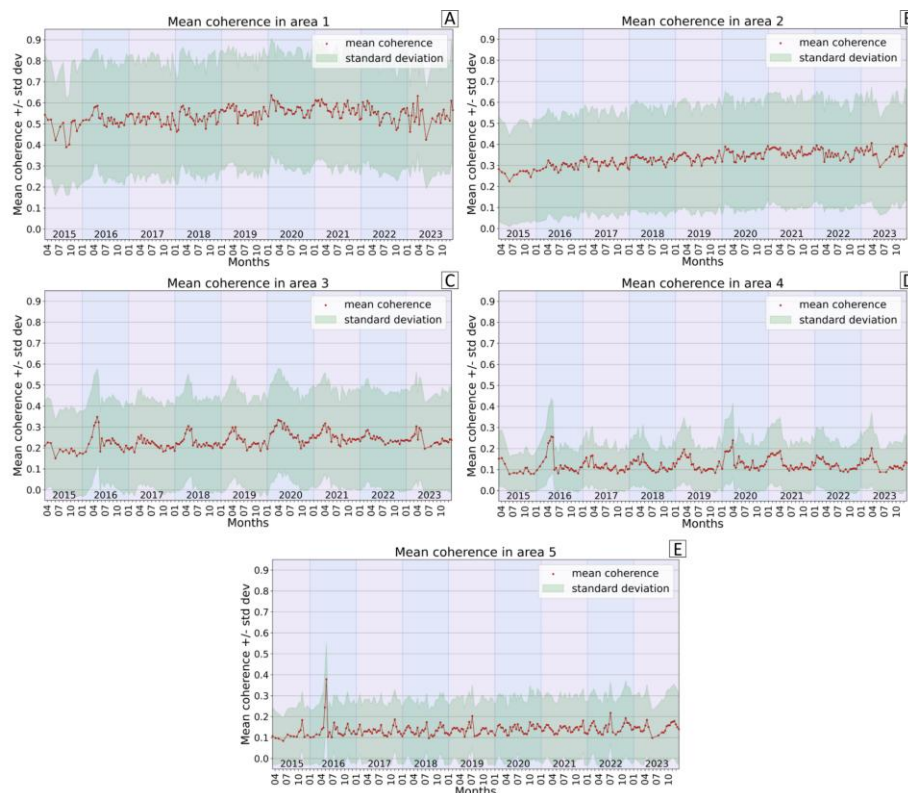 Mean coherence in area 1
A
Mean coherence +/- std dev
0.9
0.8
0.7
0.6
0.5
0.4
0.3
0.2
0.1
0.0
mean coherence
standard deviation
2015 2016 2017 2018 2019 2020 2021 2022 2023
04 07 10 01 04 07 10 01 04 07 10 01 04 07 10 01 04 07 10 01 04 07 10 01 04 07 10 01 04 07 10 01 04 07 10
Months
Mean coherence in area 2
Mean coherence +/- std dev
0.9
0.8
0.7
0.6
0.5
0.4
0.3
0.2
0.1
0.0
mean coherence
standard deviation
2015 2016 2017 2018 2019 2020 2021 2022 2023
04 07 10 01 04 07 10 01 04 07 10 01 04 07 10 01 04 07 10 01 04 07 10 01 04 07 10 01 04 07 10 01 04 07 10
Months
Mean coherence in area 3
C
Mean coherence +/- std dev
0.9
0.8
0.7
0.6
0.5
0.4
0.3
0.2
0.1
0.0
mean coherence
standard deviation
2015 2016 2017 2018 2019 2020 2021 2022 2023
04 07 10 01 04 07 10 01 04 07 10 01 04 07 10 01 04 07 10 01 04 07 10 01 04 07 10 01 04 07 10 01 04 07 10
Months
Mean coherence in area 4
D
Mean coherence +/- std dev
0.9
0.8
0.7
0.6
0.5
0.4
0.3
0.2
0.1
0.0
mean coherence
standard deviation
2015 2016 2017 2018 2019 2020 2021 2022 2023
04 07 10 01 04 07 10 01 04 07 10 01 04 07 10 01 04 07 10 01 04 07 10 01 04 07 10 01 04 07 10 01 04 07 10
Months
Mean coherence in area 5
E
Mean coherence +/- std dev
0.9
0.8
0.7
0.6
0.5
0.4
0.3
0.2
0.1
0.0
mean coherence
standard deviation
2015 2016 2017 2018 2019 2020 2021 2022 2023
04 07 10 01 04 07 10 01 04 07 10 01 04 07 10 01 04 07 10 01 04 07 10 01 04 07 10 01 04 07 10 01 04 07 10
Months